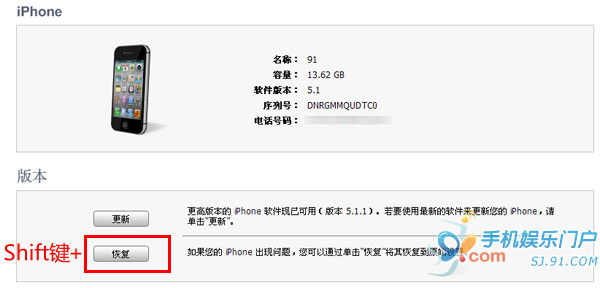 iPhone
名称： 91
容量： 13.62 GB
软件版本： 5.1
序列号： DNRGMMQUDTC0
电话号码：
版本
更新
更高版本的 iPhone 软件现已可用（版本 5.1.1）。若要使用最新的软件来更新您的 iPhone，请
单击“更新”。
Shift键+
恢复
如果您的 iPhone 出现问题，您可以通过单击“恢复”将其恢复到原始
手机娱乐门户
SJ.91.COM